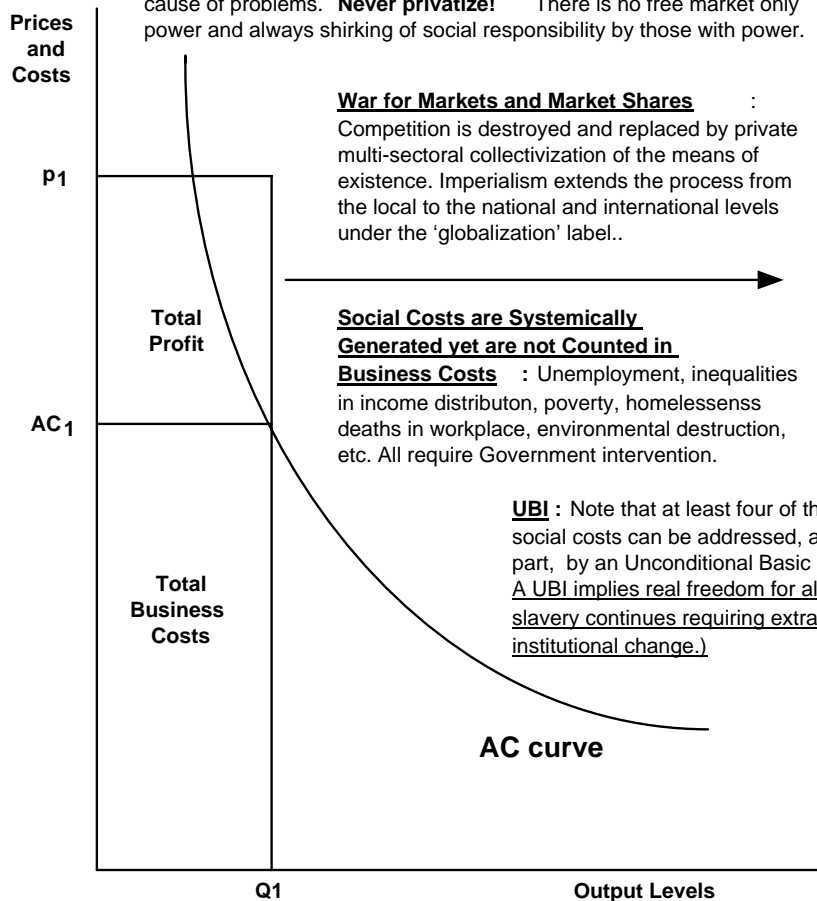 cause of problems. Never privatize! There is no free market only
power and always shirking of social responsibility by those with power.
Prices
and
Costs
War for Markets and Market Shares :
Competition is destroyed and replaced by private
multi-sectoral collectivization of the means of
existence. Imperialism extends the process from
the local to the national and international levels
under the ‘globalization’ label..
p1
Total
Profit
Social Costs are Systemically
Generated yet are not Counted in
Business Costs : Unemployment, inequalities
in income distributon, poverty, homelessenss
deaths in workplace, environmental destruction,
etc. All require Government intervention.
AC1
UBI : Note that at least four of
social costs can be addressed,
part, by an Unconditional Basic
A UBI implies real freedom for
slavery continues requiring extra
institutional change.)
Total
Business
Costs
AC curve
Q1
Output Levels